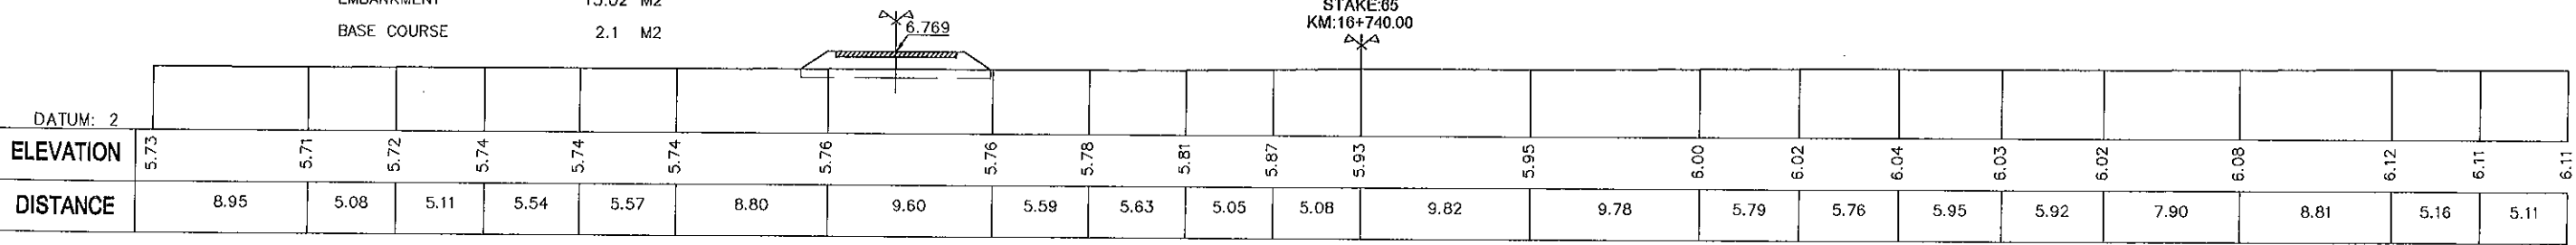 EMBANKMENT 15.02 M2
BASE COURSE 2.1 M2
6.769
STAKE:65
KM:16+740.00
DATUM: 2
ELEVATION 5.73 5.71 5.72 5.74 5.74 5.74 5.76 5.76 5.78 5.81 5.87 5.93 5.95 6.00 6.02 6.04 6.03 6.02 6.08 6.12 6.11 6.11
DISTANCE 8.95 5.08 5.11 5.54 5.57 8.80 9.60 5.59 5.63 5.05 5.08 9.82 9.78 5.79 5.76 5.95 5.92 7.90 8.81 5.16 5.11